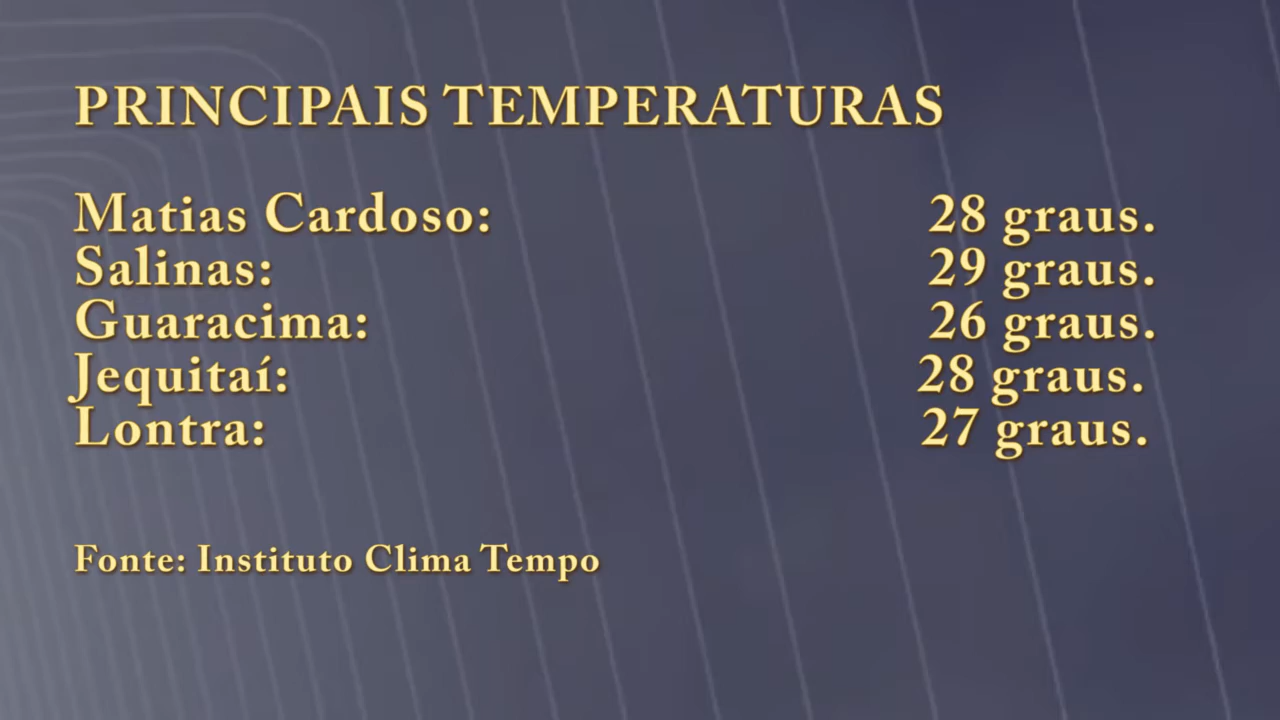 PRINCIPAIS TEMPERATURAS
Matias Cardoso: 28 graus.
Salinas: 29 graus.
Guaracima: 26 graus.
Jequitaí: 28 graus.
Lontra: 27 graus.
Fonte: Instituto Clima Tempo